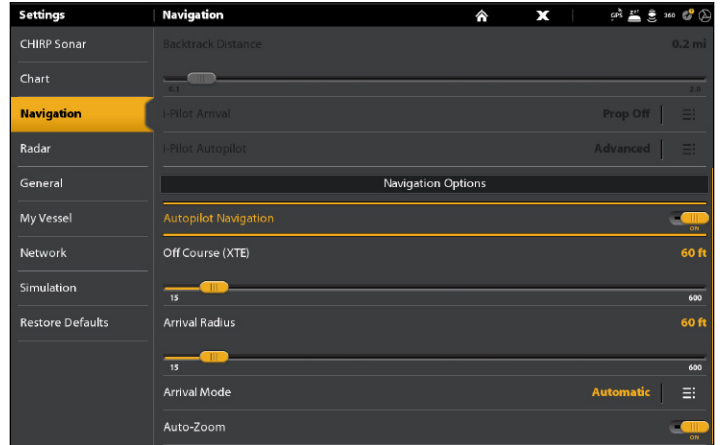 Settings
Navigation
X
GPS
360
CHIRP Sonar
Chart
Navigation
Radar
General
My Vessel
Network
Simulation
Restore Defaults
Backtrack Distance 0.2 mi
0.1 2.0
i-Pilot Arrival Prop Off
i-Pilot Autopilot Advanced
Navigation Options
Autopilot Navigation
ON
Off Course (XTE) 60 ft
15 600
Arrival Radius 60 ft
15 600
Arrival Mode Automatic
Auto-Zoom
ON